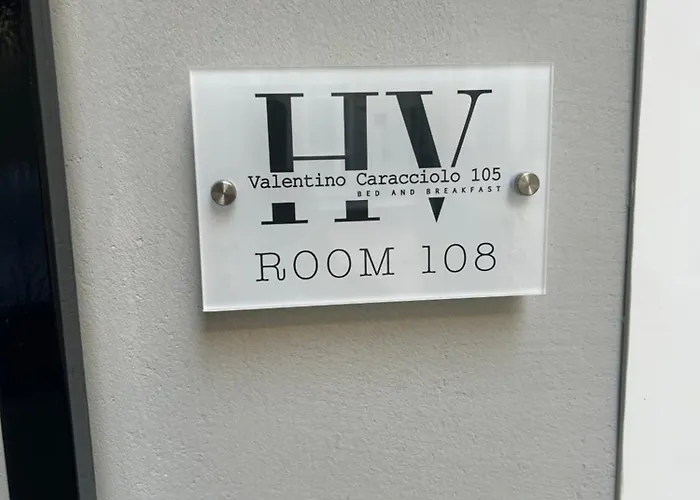 HV
Valentino Caracciolo 105
BED AND BREAKFAST
ROOM 108